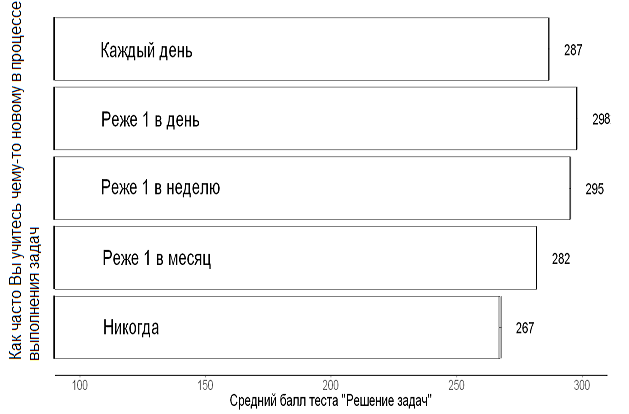 Как часто Вы учитесь чему-то новому в процессе
выполнения задач
Каждый день
287
Реже 1 в день
298
Реже 1 в неделю
295
Реже 1 в месяц
282
Никогда
267
100 150 200 250 300
Средний балл теста "Решение задач"